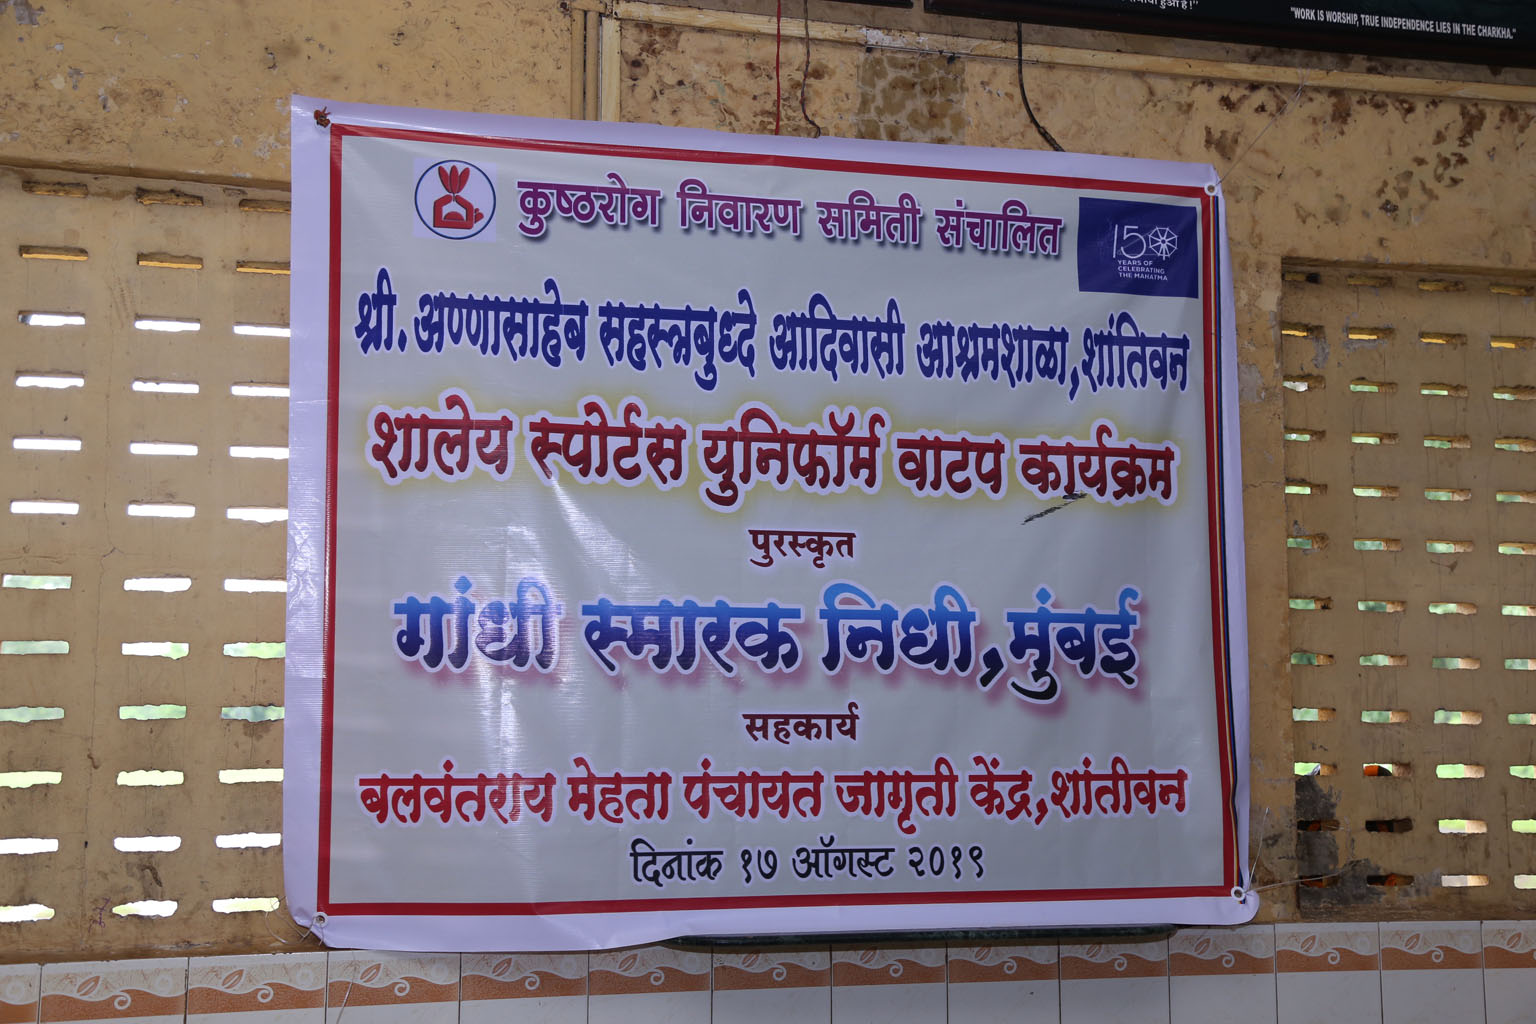 "WORK IS WORSHIP, TRUE INDEPENDENCE LIES IN THE CHARKHA."
कुष्ठरोग निवारण समिती संचालित
150
YEARS OF
CELEBRATING
THE MAHATMA
श्री. अण्णासाहेब सहस्त्रबुध्दे आदिवासी आश्रमशाळा,शांतिवन
शालेय स्पोर्टस युनिफॉर्म वाटप कार्यक्रम
पुरस्कृत
गांधी स्मारक निधी,मुंबई
सहकार्य
बलवंतराय मेहता पंचायत जागृती केंद्र,शांतीवन
दिनांक १७ ऑगस्ट २०१९